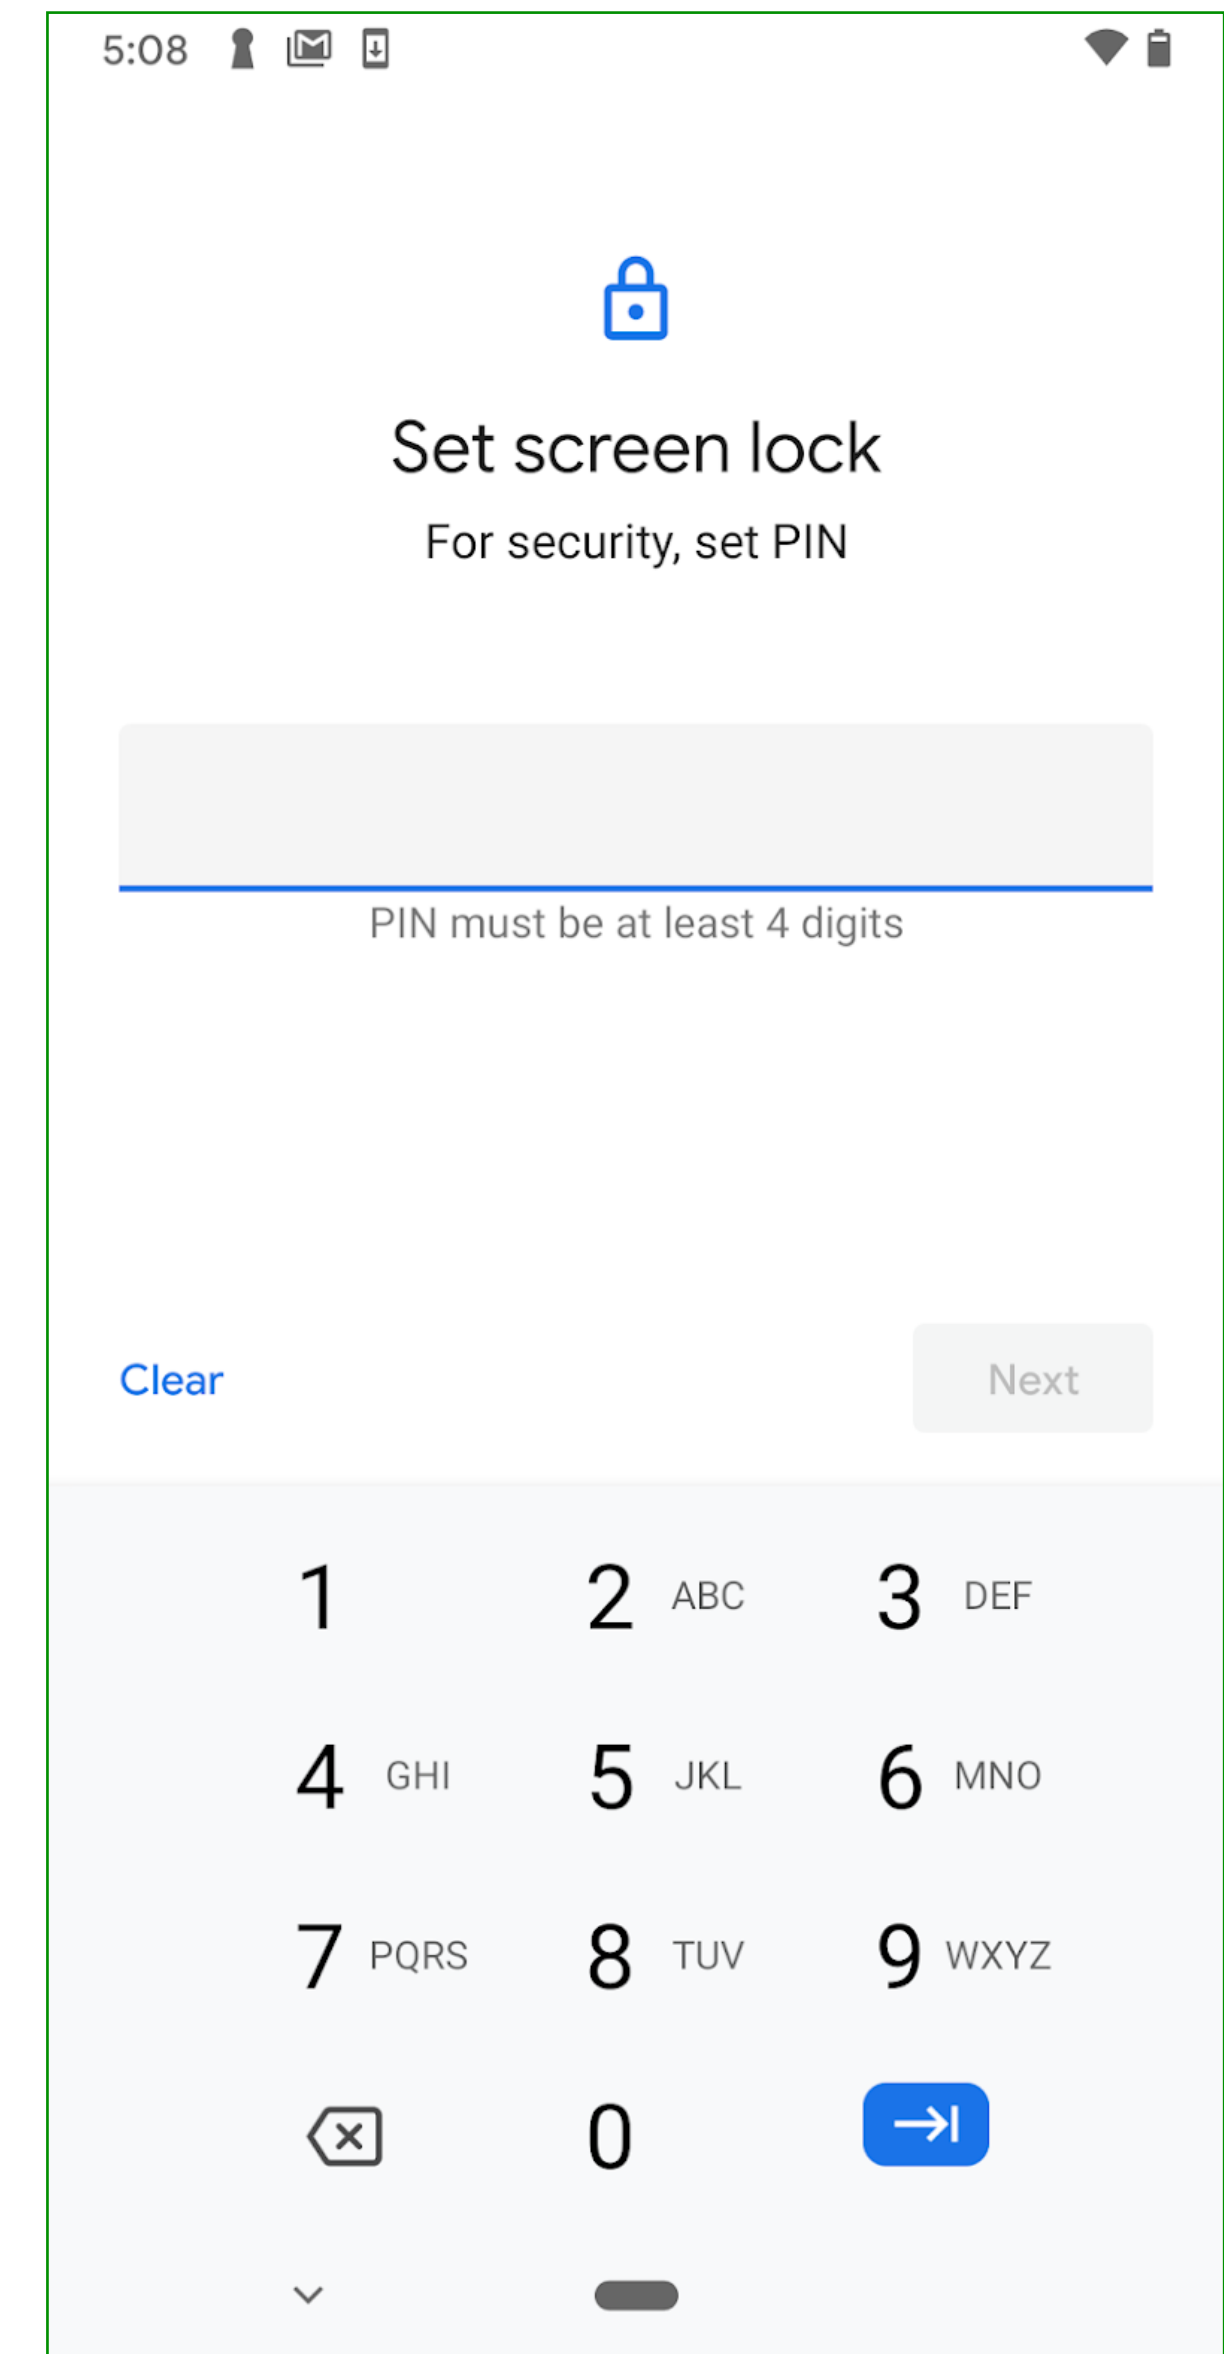 5:08
Set screen lock
For security, set PIN
PIN must be at least 4 digits
Clear Next
1 2 ABC 3 DEF
4 GHI 5 JKL 6 MNO
7 PQRS 8 TUV 9 WXYZ
0